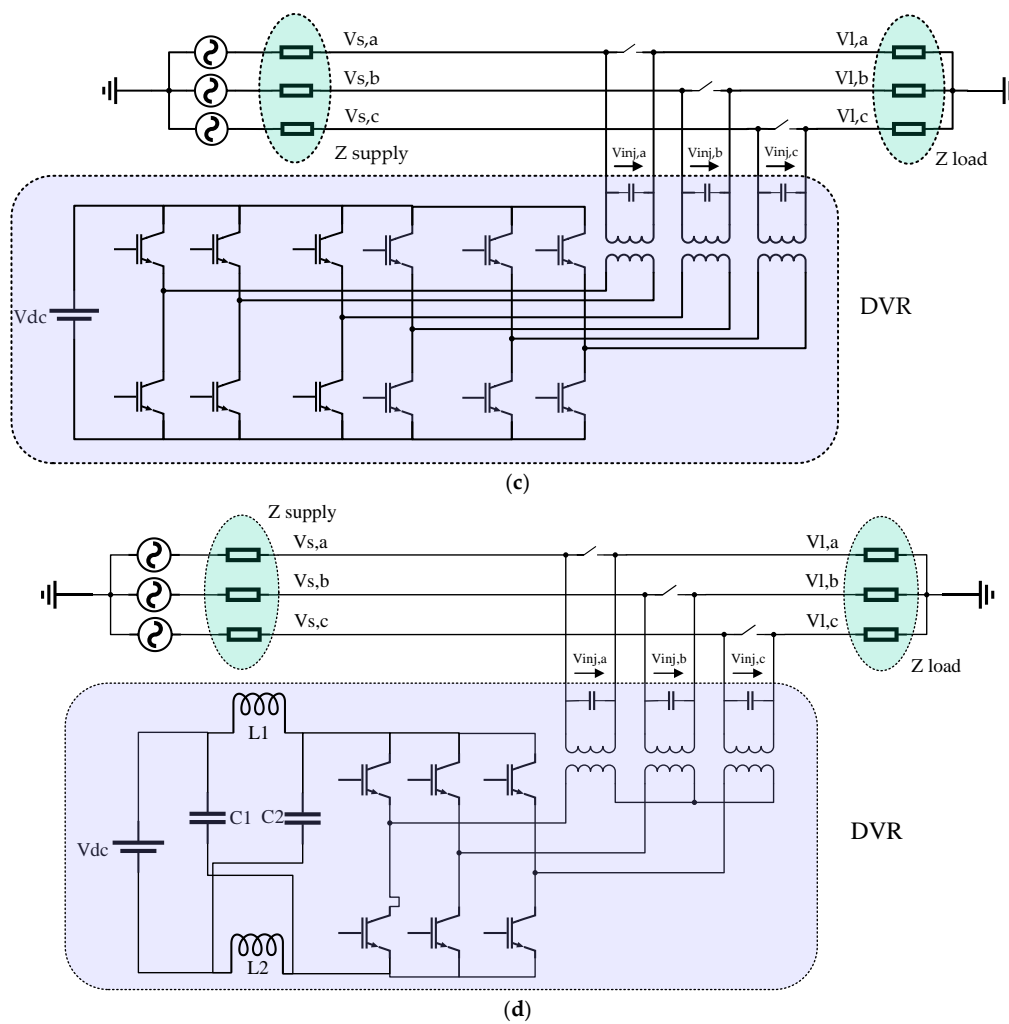 Vs,a
Vl,a
Vs,b
Vl,b
Vs,c
Vl,c
Z supply
Vinj,a
Vinj,b
Vinj,c
Z load
Vdc
DVR
(c)
Z supply
Vs,a
Vl,a
Vs,b
Vl,b
Vs,c
Vl,c
Vinj,a
Vinj,b
Vinj,c
Z load
L1
C1
C2
Vdc
DVR
L2
(d)